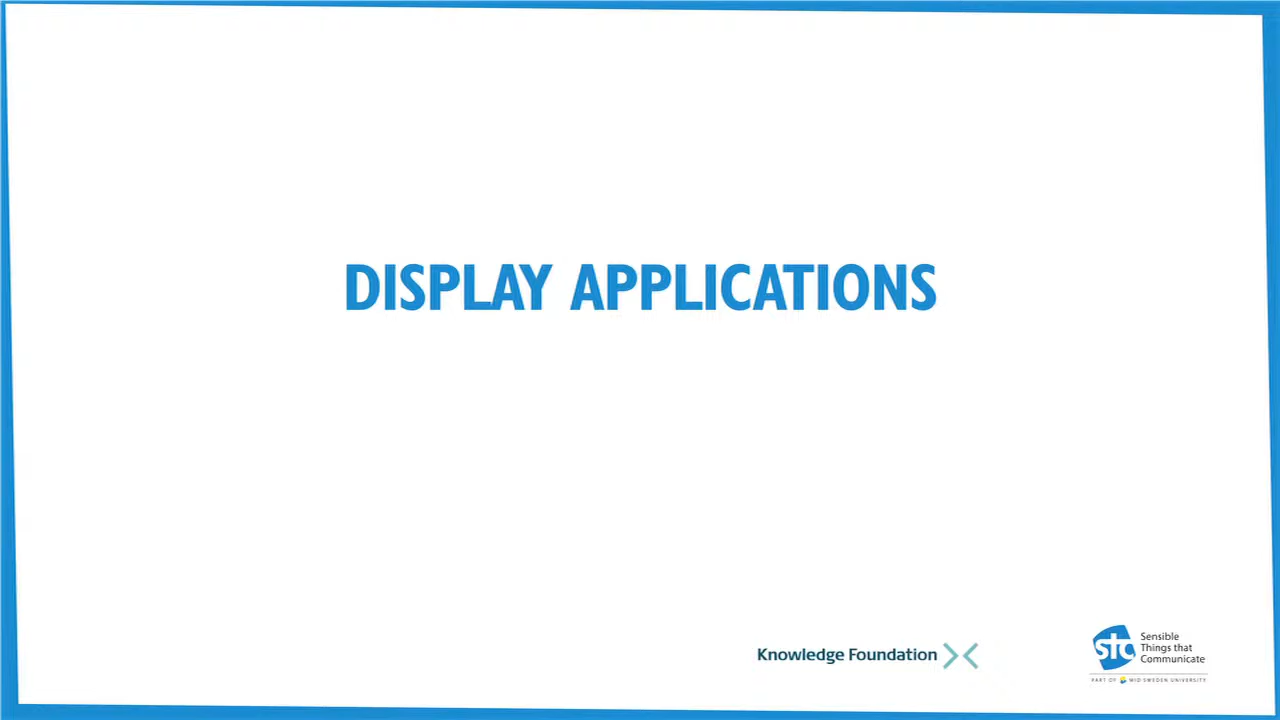 DISPLAY APPLICATIONS
Knowledge Foundation
stc
Sensible
Things that
Communicate
PART OF MID SWEDEN UNIVERSITY